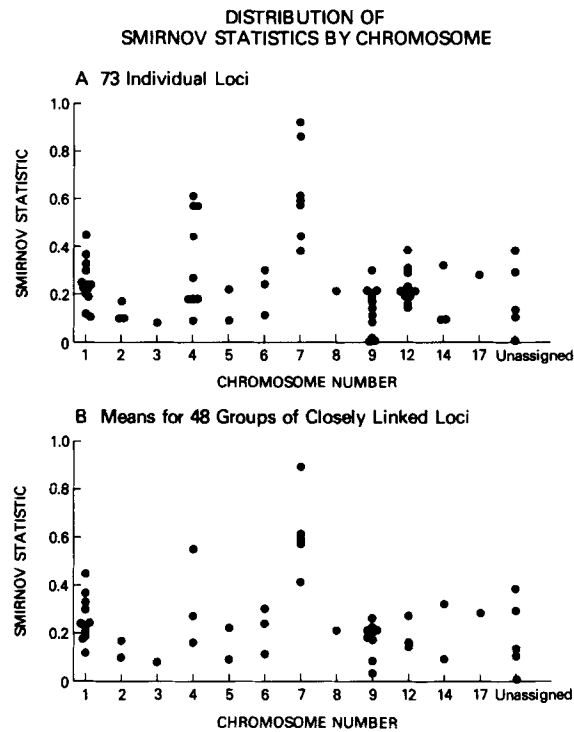 DISTRIBUTION OF
SMIRNOV STATISTICS BY CHROMOSOME
A 73 Individual Loci
SMIRNOV STATISTIC
1.0
0.8
0.6
0.4
0.2
0
1 2 3 4 5 6 7 8 9 12 14 17 Unassigned
CHROMOSOME NUMBER
B Means for 48 Groups of Closely Linked Loci
SMIRNOV STATISTIC
1.0
0.8
0.6
0.4
0.2
0
1 2 3 4 5 6 7 8 9 12 14 17 Unassigned
CHROMOSOME NUMBER